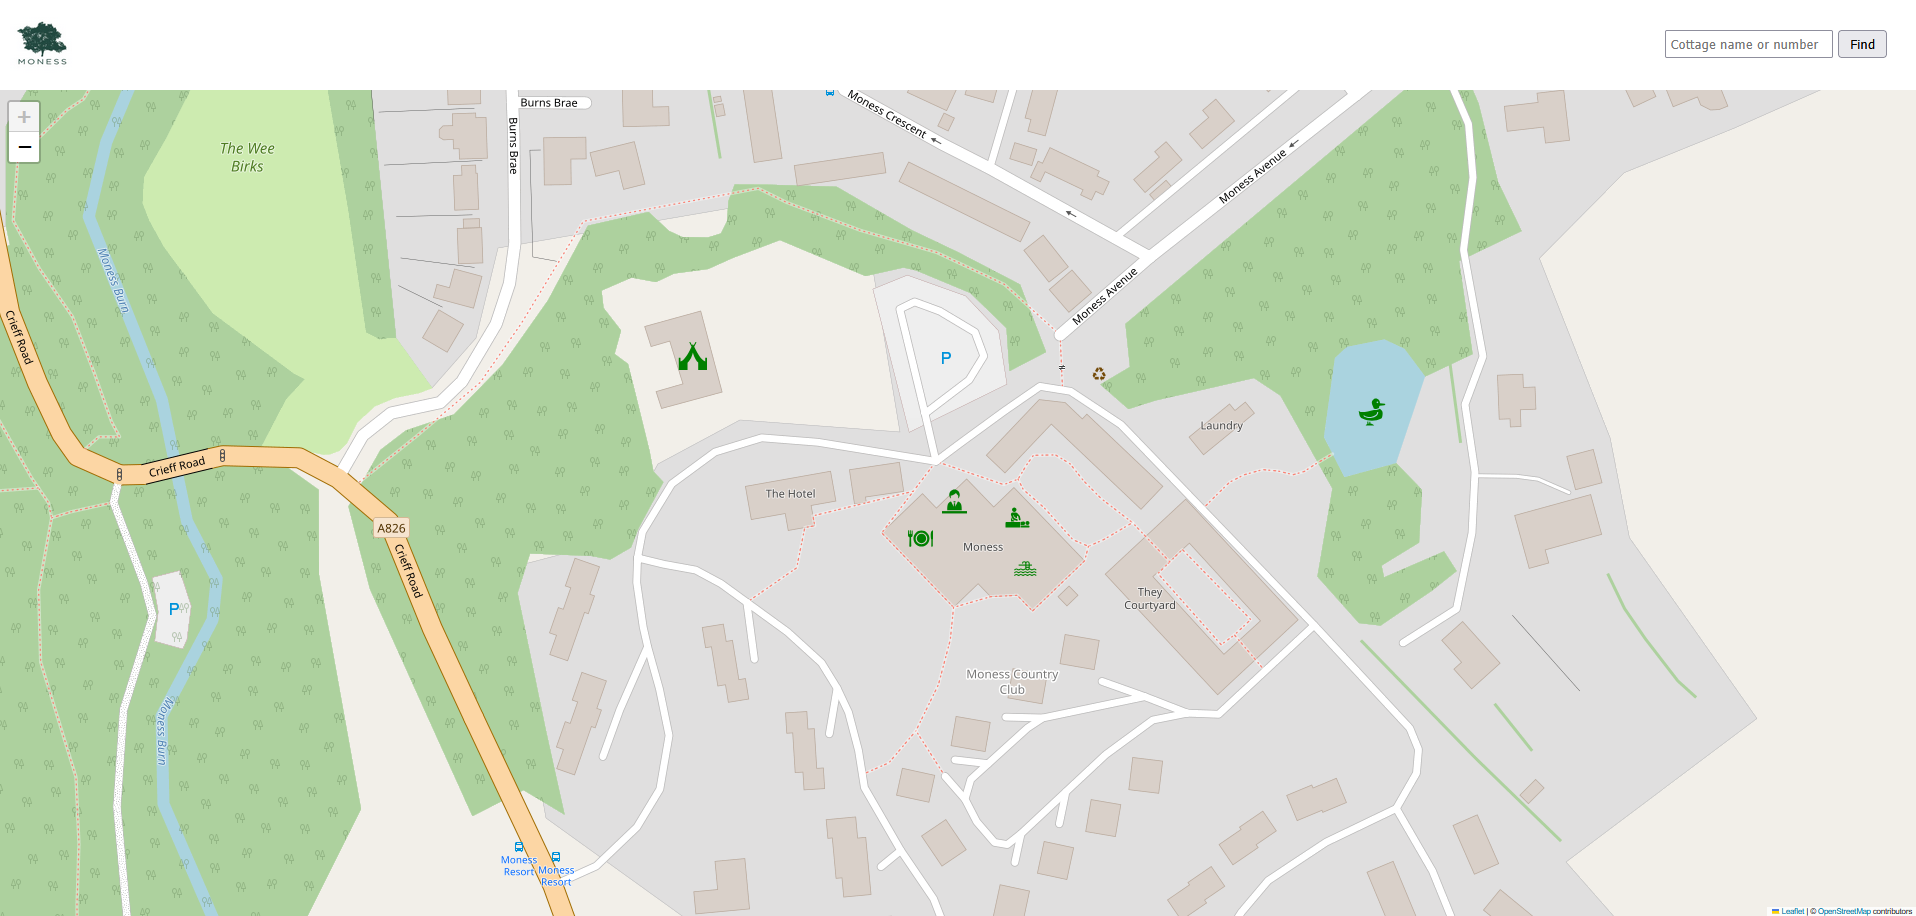 MONESS
Cottage name or number
Find
+
−
Burns Brae
Burns Brae
Moness Crescent
Moness Avenue
Moness Avenue
The Wee
Birks
Moness Burn
Crieff Road
P
Laundry
Crieff Road
The Hotel
A826
Moness
Crieff Road
They
Courtyard
P
Moness Country
Club
Moness Burn
Moness
Resort
Moness
Resort
Leaflet | © OpenStreetMap contributors